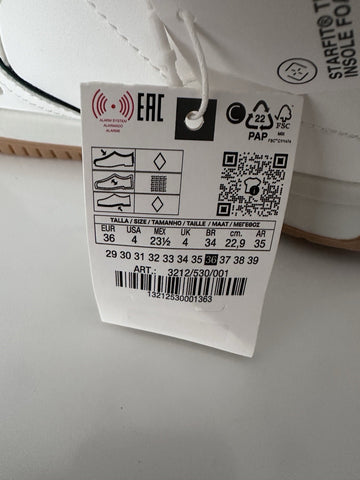 STARFIT® T
INSOLE FO
ALARM SYSTEM
ALARMANDO
ALARME
EAC
C
22
PAP
FSC
MIX
TALLA / SIZE / TAMANHO / TAILLE / MAAT / ΜΕΓΕΘΟΣ
EUR USA MEX UK BR cm. AR
36 4 23½ 4 34 22,9 35
29 30 31 32 33 34 35 36 37 38 39
ART.: 3212/530/001
13212530001363